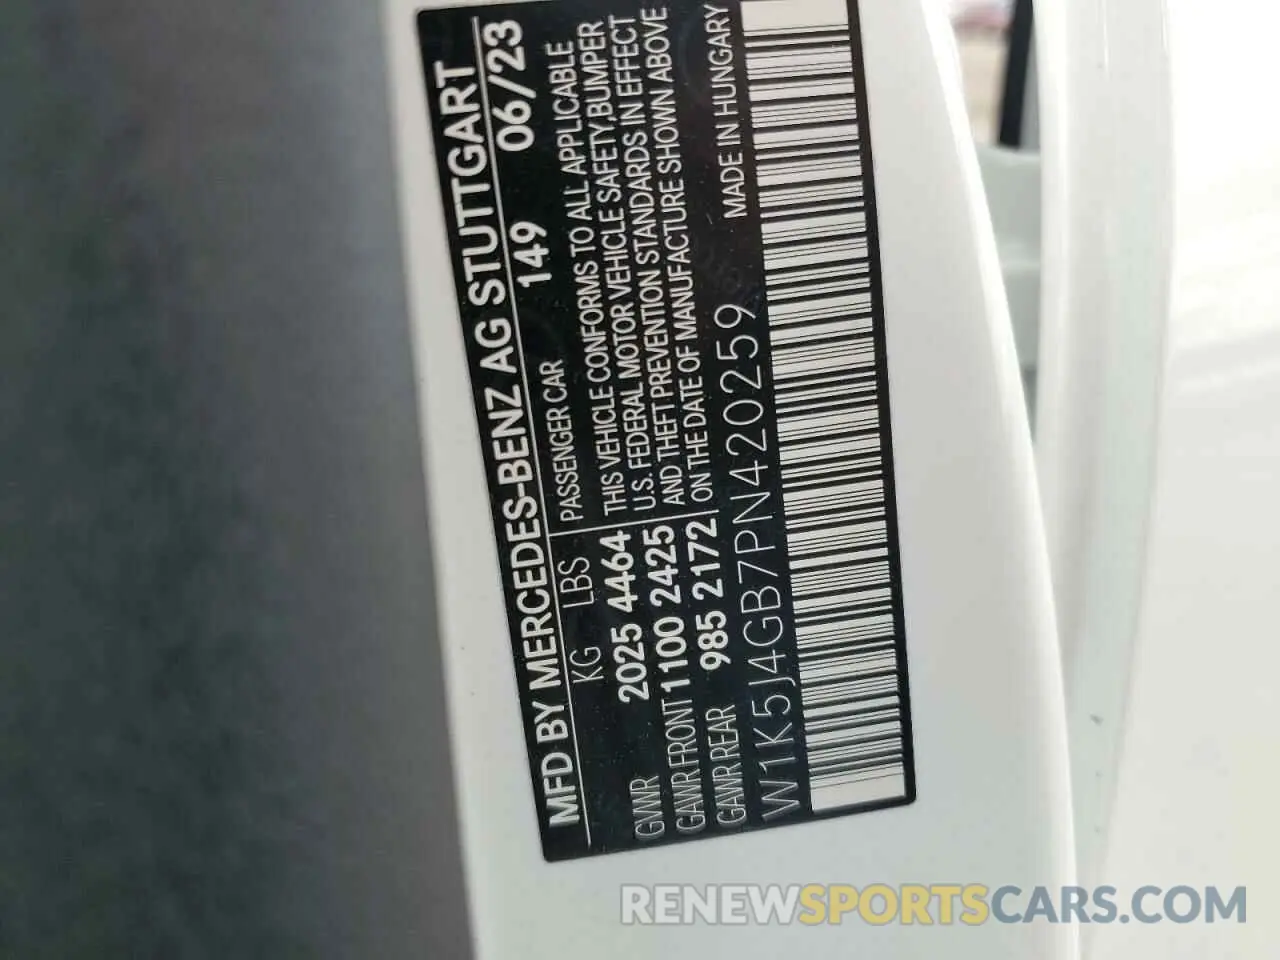 MFD BY MERCEDES-BENZ AG STUTTGART
KG LBS 149 06/23
GVWR 2025 4464
GAWR FRONT 1100 2425
GAWR REAR 985 2172
PASSENGER CAR
THIS VEHICLE CONFORMS TO ALL APPLICABLE
U.S. FEDERAL MOTOR VEHICLE SAFETY, BUMPER
AND THEFT PREVENTION STANDARDS IN EFFECT
ON THE DATE OF MANUFACTURE SHOWN ABOVE
W1K5J4GB7PN420259 MADE IN HUNGARY
RENEWSPORTSCARS.COM